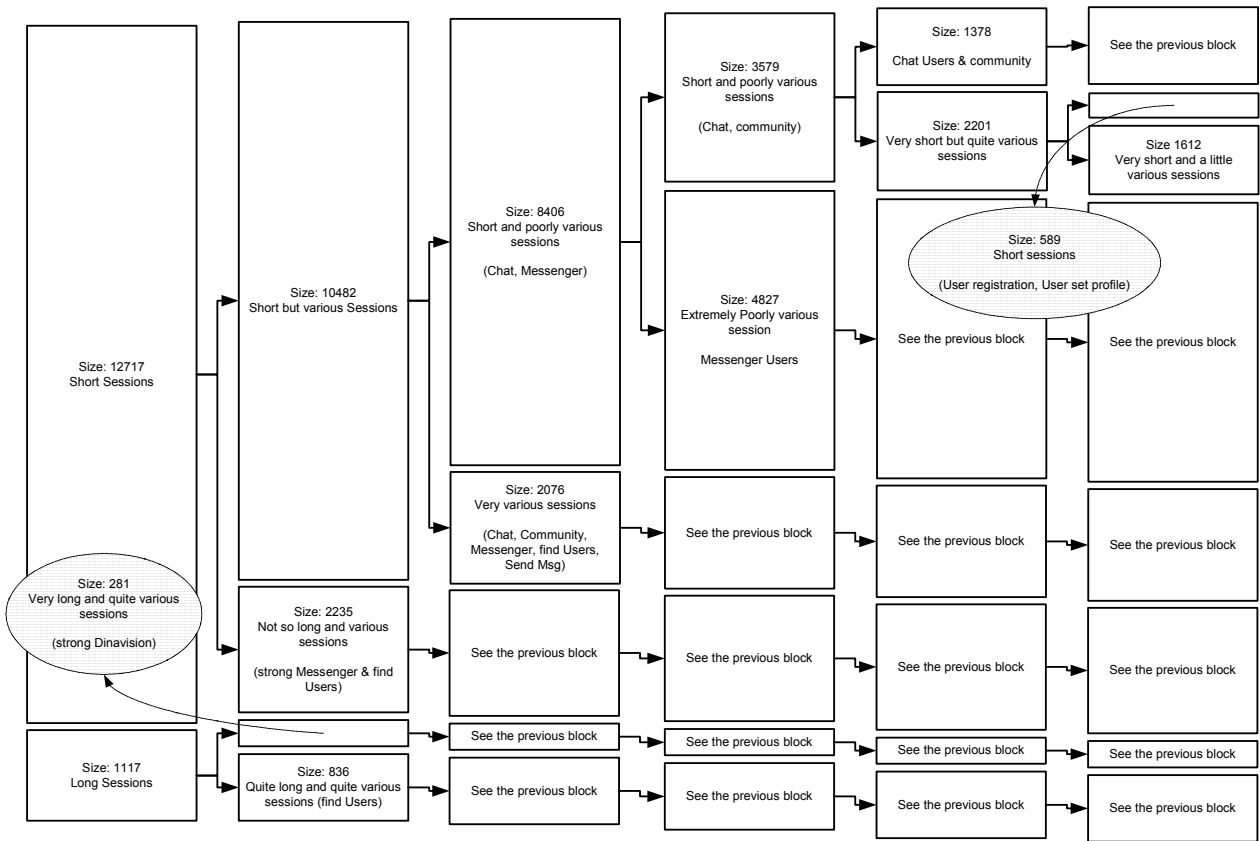 Size: 12717
Short Sessions
Size: 281
Very long and quite various
sessions
(strong Dinavision)
Size: 1117
Long Sessions
Size: 10482
Short but various Sessions
Size: 2235
Not so long and various
sessions
(strong Messenger & find
Users)
Size: 836
Quite long and quite various
sessions (find Users)
Size: 8406
Short and poorly various
sessions
(Chat, Messenger)
Size: 2076
Very various sessions
(Chat, Community,
Messenger, find Users,
Send Msg)
See the previous block
See the previous block
See the previous block
Size: 3579
Short and poorly various
sessions
(Chat, community)
Size: 4827
Extremely Poorly various
session
Messenger Users
See the previous block
See the previous block
See the previous block
See the previous block
Size: 1378
Chat Users & community
Size: 2201
Very short but quite various
sessions
Size: 589
Short sessions
(User registration, User set profile)
See the previous block
See the previous block
See the previous block
See the previous block
See the previous block
See the previous block
Size 1612
Very short and a little
various sessions
See the previous block
See the previous block
See the previous block
See the previous block
See the previous block